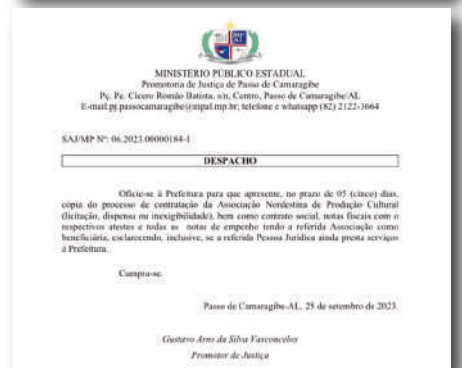 MINISTÉRIO PÚBLICO ESTADUAL
Promotoria de Justiça de Passo de Camaragibe
Pç. Pe. Cícero Romão Batista, s/n, Centro, Passo de Camaragibe/AL
E-mail:pj.passocamaragibe@mpal.mp.br; telefone e whatsapp (82) 2122-3664
SAJ/MP Nº: 06.2023.00000184-1
DESPACHO
Oficie-se à Prefeitura para que apresente, no prazo de 05 (cinco) dias,
cópia do processo de contratação da Associação Nordestina de Produção Cultural
(licitação, dispensa ou inexigibilidade), bem como contrato social, notas fiscais com o
respectivos atestes e todas as notas de empenho tendo a referida Associação como
beneficiária, esclarecendo, inclusive, se a referida Pessoa Jurídica ainda presta serviços
à Prefeitura.
Cumpra-se.
Passo de Camaragibe-AL, 25 de setembro de 2023.
Gustavo Arns da Silva Vasconcelos
Promotor de Justiça